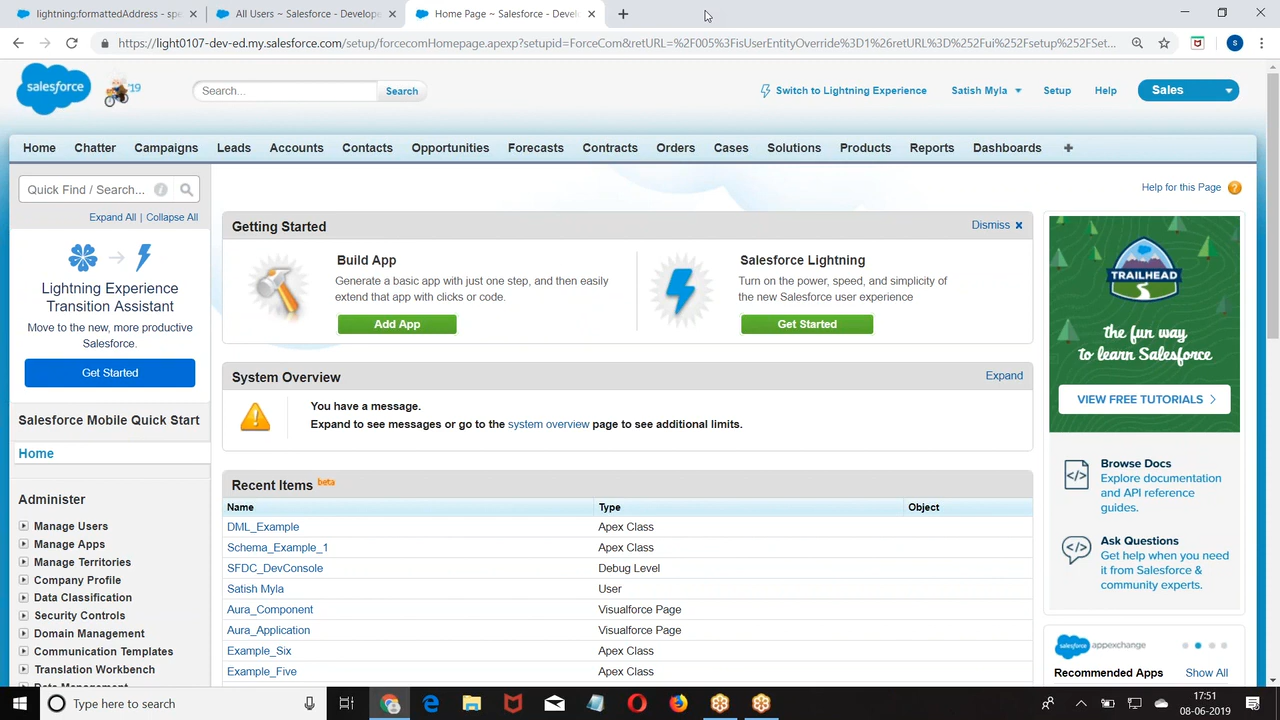 lightning:formattedAddress - spe
All Users ~ Salesforce - Develope
Home Page ~ Salesforce - Develo
https://light0107-dev-ed.my.salesforce.com/setup/forcecomHomepage.apexp?setupid=ForceCom&retURL=%2F005%3FisUserEntityOverride%3D1%26retURL%3D%252Fui%252Fsetup%252FSet...
S
salesforce
'19
Search...
Search
Switch to Lightning Experience
Satish Myla
Setup
Help
Sales
Home
Chatter
Campaigns
Leads
Accounts
Contacts
Opportunities
Forecasts
Contracts
Orders
Cases
Solutions
Products
Reports
Dashboards
+
Quick Find / Search...
Expand All | Collapse All
Lightning Experience
Transition Assistant
Move to the new, more productive
Salesforce.
Get Started
Salesforce Mobile Quick Start
Home
Administer
Manage Users
Manage Apps
Manage Territories
Company Profile
Data Classification
Security Controls
Domain Management
Communication Templates
Translation Workbench
Data Management
Help for this Page ?
Getting Started
Dismiss
Build App
Generate a basic app with just one step, and then easily
extend that app with clicks or code.
Add App
Salesforce Lightning
Turn on the power, speed, and simplicity of
the new Salesforce user experience
Get Started
System Overview
Expand
You have a message.
Expand to see messages or go to the system overview page to see additional limits.
Recent Items beta
Name Type Object
DML_Example Apex Class
Schema_Example_1 Apex Class
SFDC_DevConsole Debug Level
Satish Myla User
Aura_Component Visualforce Page
Aura_Application Visualforce Page
Example_Six Apex Class
Example_Five Apex Class
TRAILHEAD
the fun way
to learn Salesforce
VIEW FREE TUTORIALS
Browse Docs
Explore documentation
and API reference
guides.
Ask Questions
Get help when you need
it from Salesforce &
community experts.
salesforce appexchange
Recommended Apps
Show All
Type here to search
17:51
08-06-2019